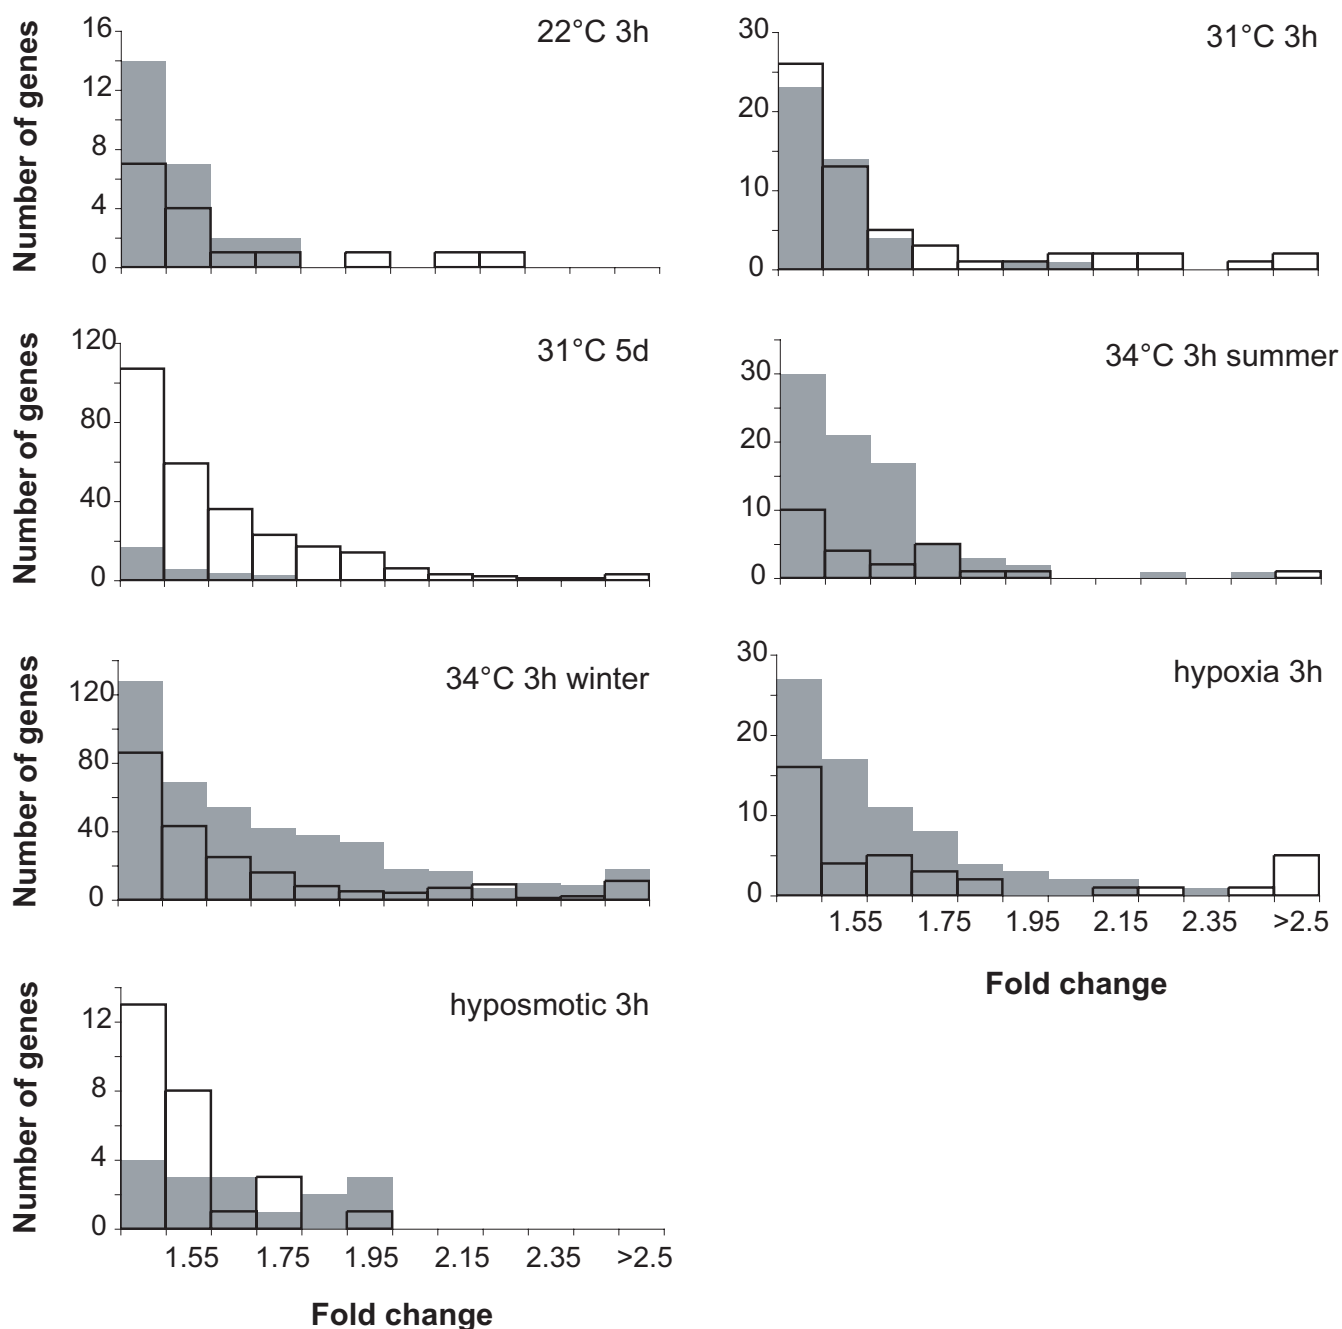 22°C 3h
Number of genes
16
12
8
4
0
31°C 3h
30
20
10
0
31°C 5d
Number of genes
120
80
40
0
34°C 3h summer
30
20
10
0
34°C 3h winter
Number of genes
120
80
40
0
hypoxia 3h
30
20
10
0
1.55 1.75 1.95 2.15 2.35 >2.5
Fold change
hyposmotic 3h
Number of genes
12
8
4
0
1.55 1.75 1.95 2.15 2.35 >2.5
Fold change